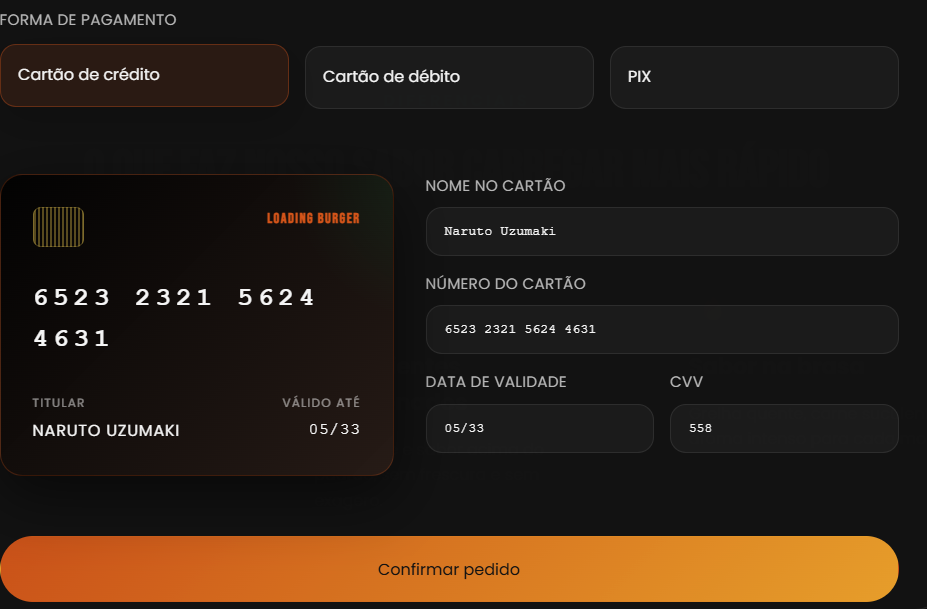 FORMA DE PAGAMENTO
Cartão de crédito
Cartão de débito
PIX
LOADING BURGER
6523 2321 5624
4631
TITULAR
VÁLIDO ATÉ
NARUTO UZUMAKI
05/33
NOME NO CARTÃO
Naruto Uzumaki
NÚMERO DO CARTÃO
6523 2321 5624 4631
DATA DE VALIDADE
CVV
05/33
558
Confirmar pedido